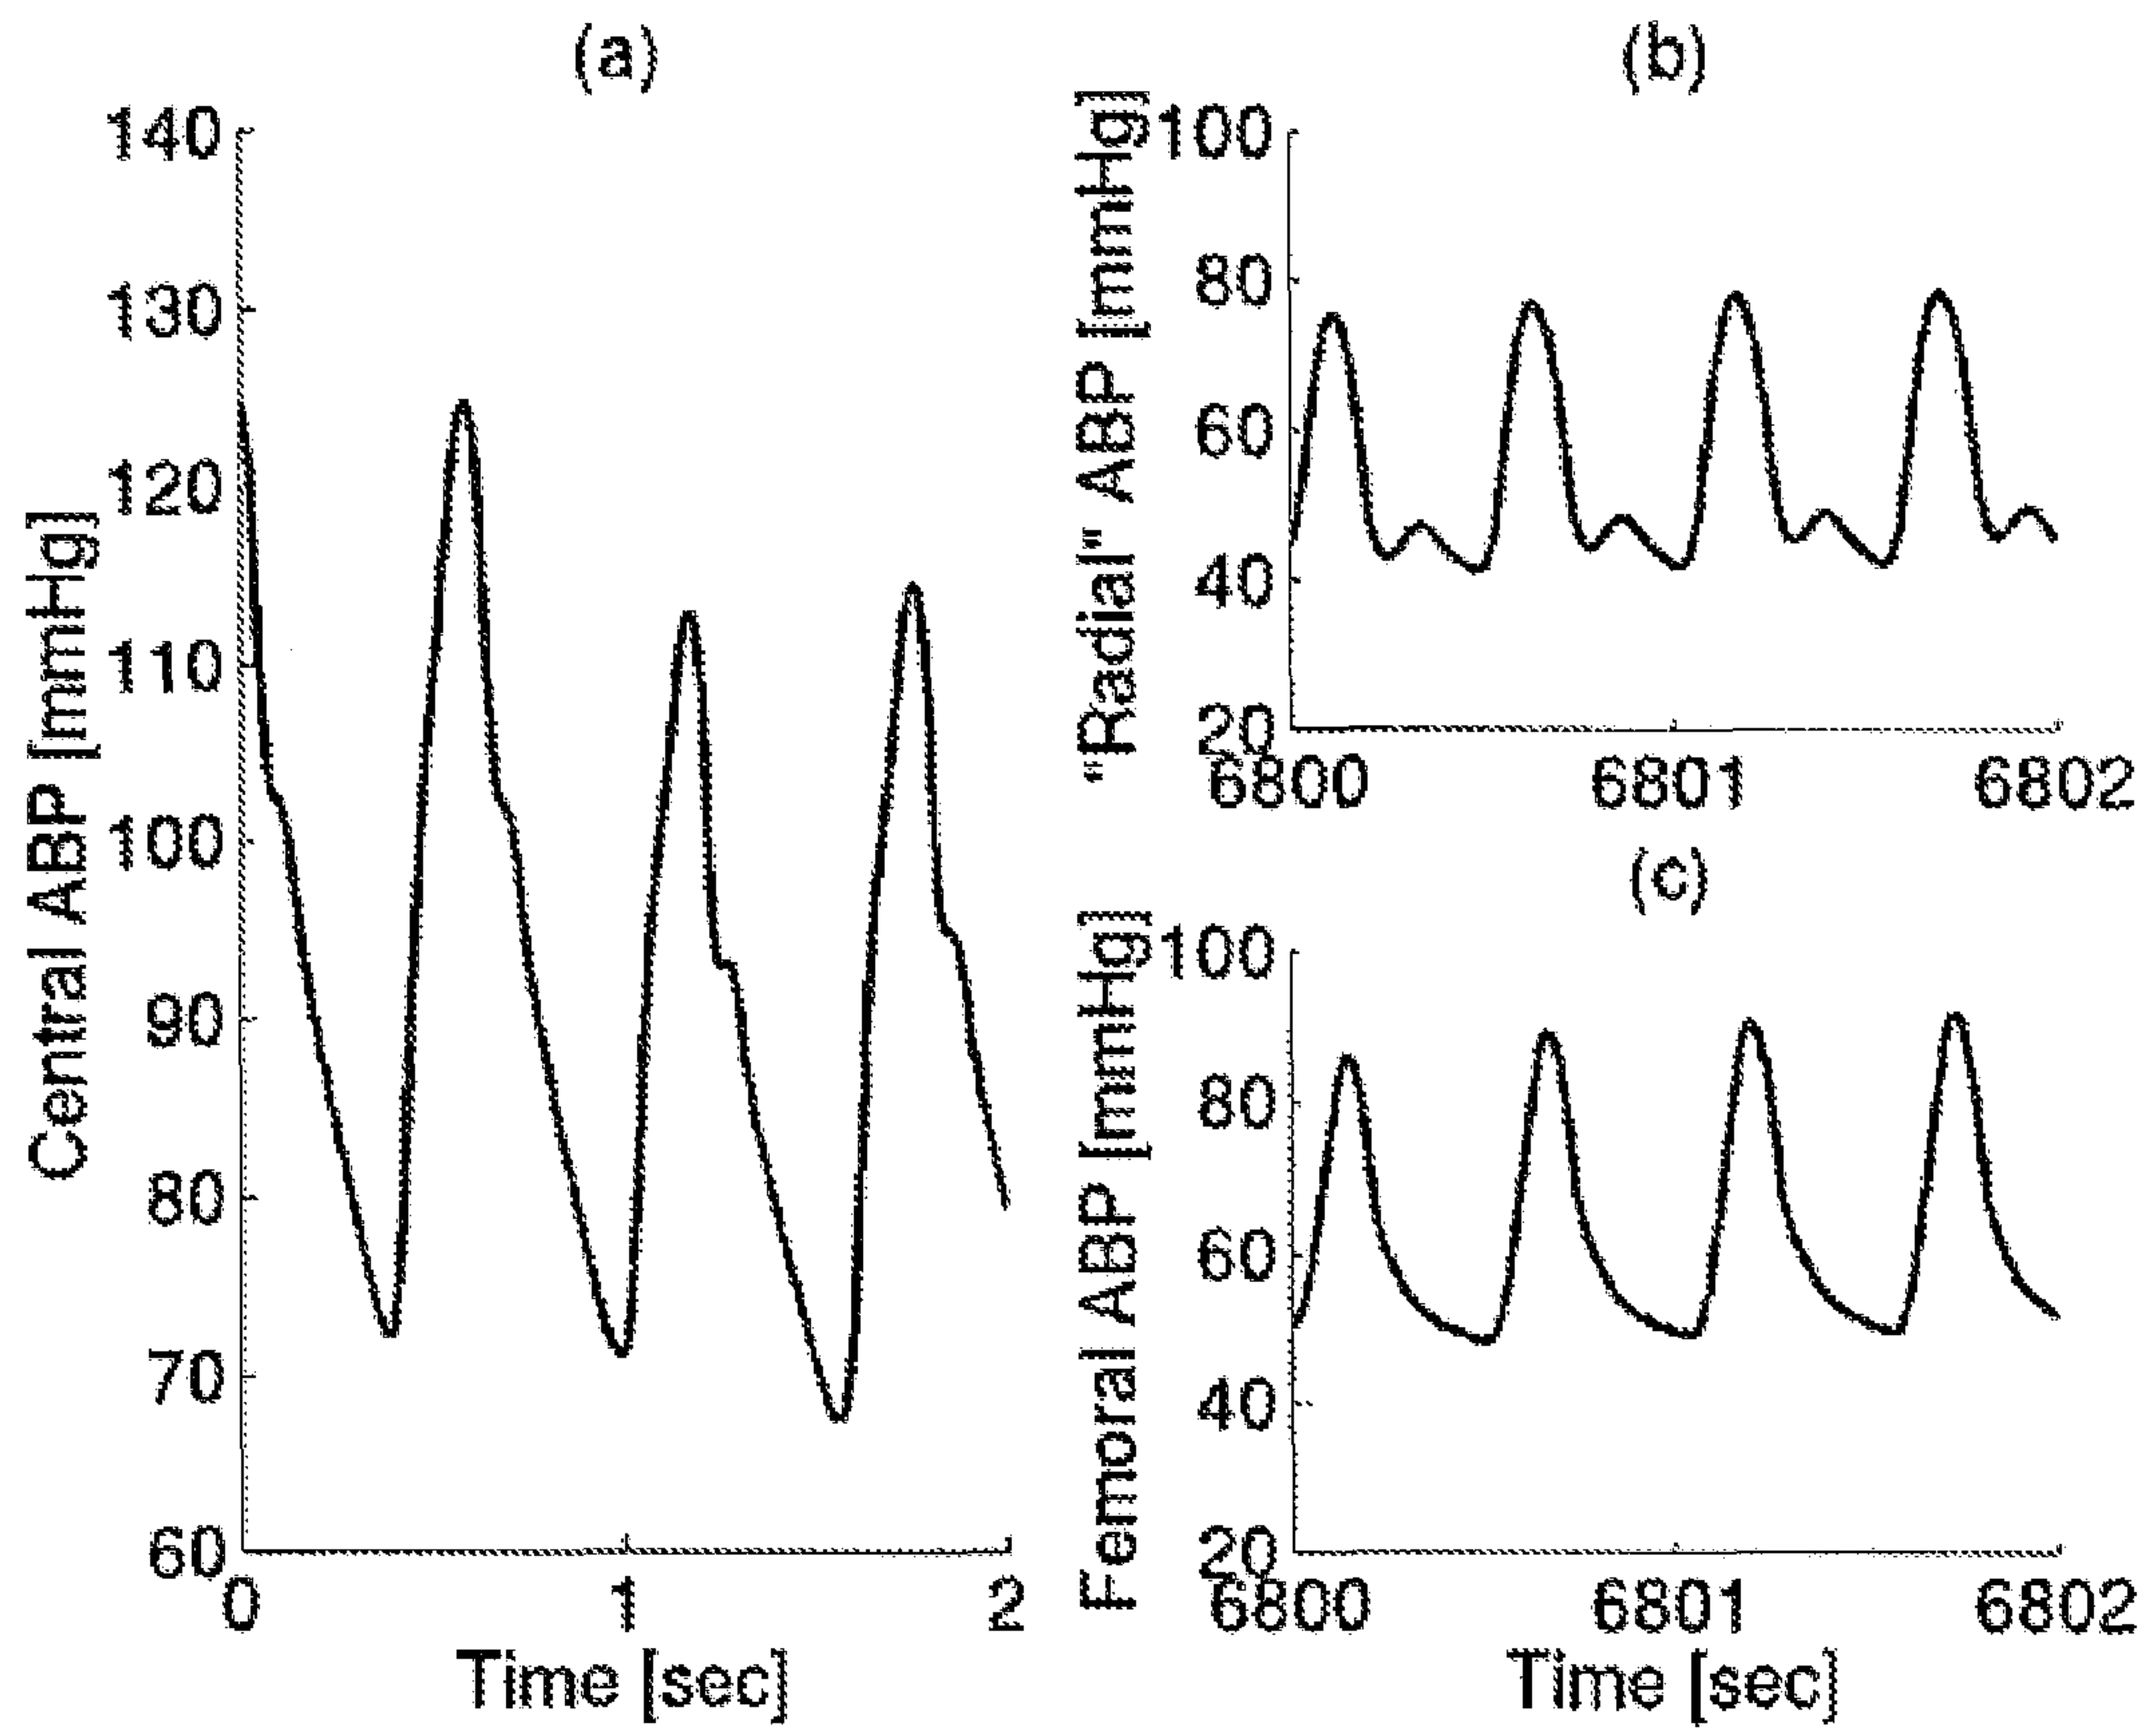 (a)
Central ABP [mmHg]
140
130
120
110
100
90
80
70
60
0 1 2
Time [sec]
(b)
"Radial" ABP [mmHg]
100
80
60
40
20
6800 6801 6802
(c)
Femoral ABP [mmHg]
100
80
60
40
20
6800 6801 6802
Time [sec]